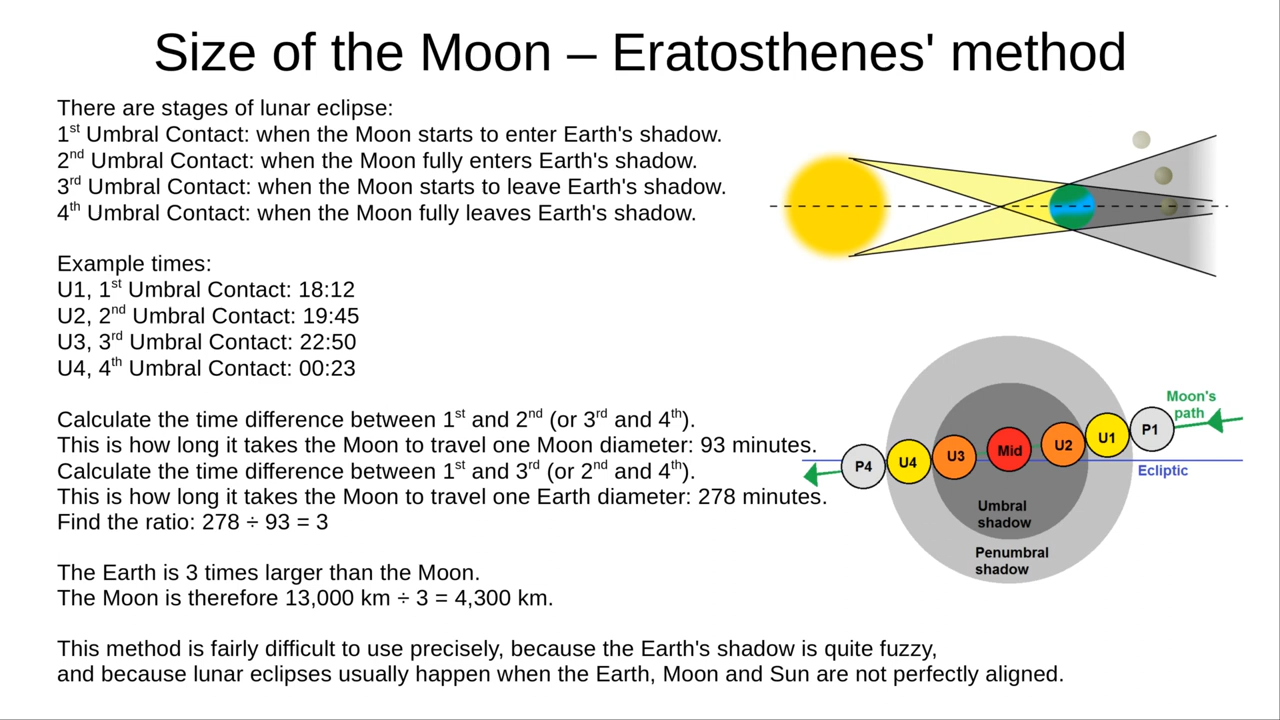 Size of the Moon – Eratosthenes' method
There are stages of lunar eclipse:
1st Umbral Contact: when the Moon starts to enter Earth's shadow.
2nd Umbral Contact: when the Moon fully enters Earth's shadow.
3rd Umbral Contact: when the Moon starts to leave Earth's shadow.
4th Umbral Contact: when the Moon fully leaves Earth's shadow.
Example times:
U1, 1st Umbral Contact: 18:12
U2, 2nd Umbral Contact: 19:45
U3, 3rd Umbral Contact: 22:50
U4, 4th Umbral Contact: 00:23
Calculate the time difference between 1st and 2nd (or 3rd and 4th).
This is how long it takes the Moon to travel one Moon diameter: 93 minutes.
Calculate the time difference between 1st and 3rd (or 2nd and 4th).
This is how long it takes the Moon to travel one Earth diameter: 278 minutes.
Find the ratio: 278 ÷ 93 = 3
The Earth is 3 times larger than the Moon.
The Moon is therefore 13,000 km ÷ 3 = 4,300 km.
This method is fairly difficult to use precisely, because the Earth's shadow is quite fuzzy,
and because lunar eclipses usually happen when the Earth, Moon and Sun are not perfectly aligned.
Moon's
path
P4
U4
U3
Mid
U2
U1
P1
Ecliptic
Umbral
shadow
Penumbral
shadow